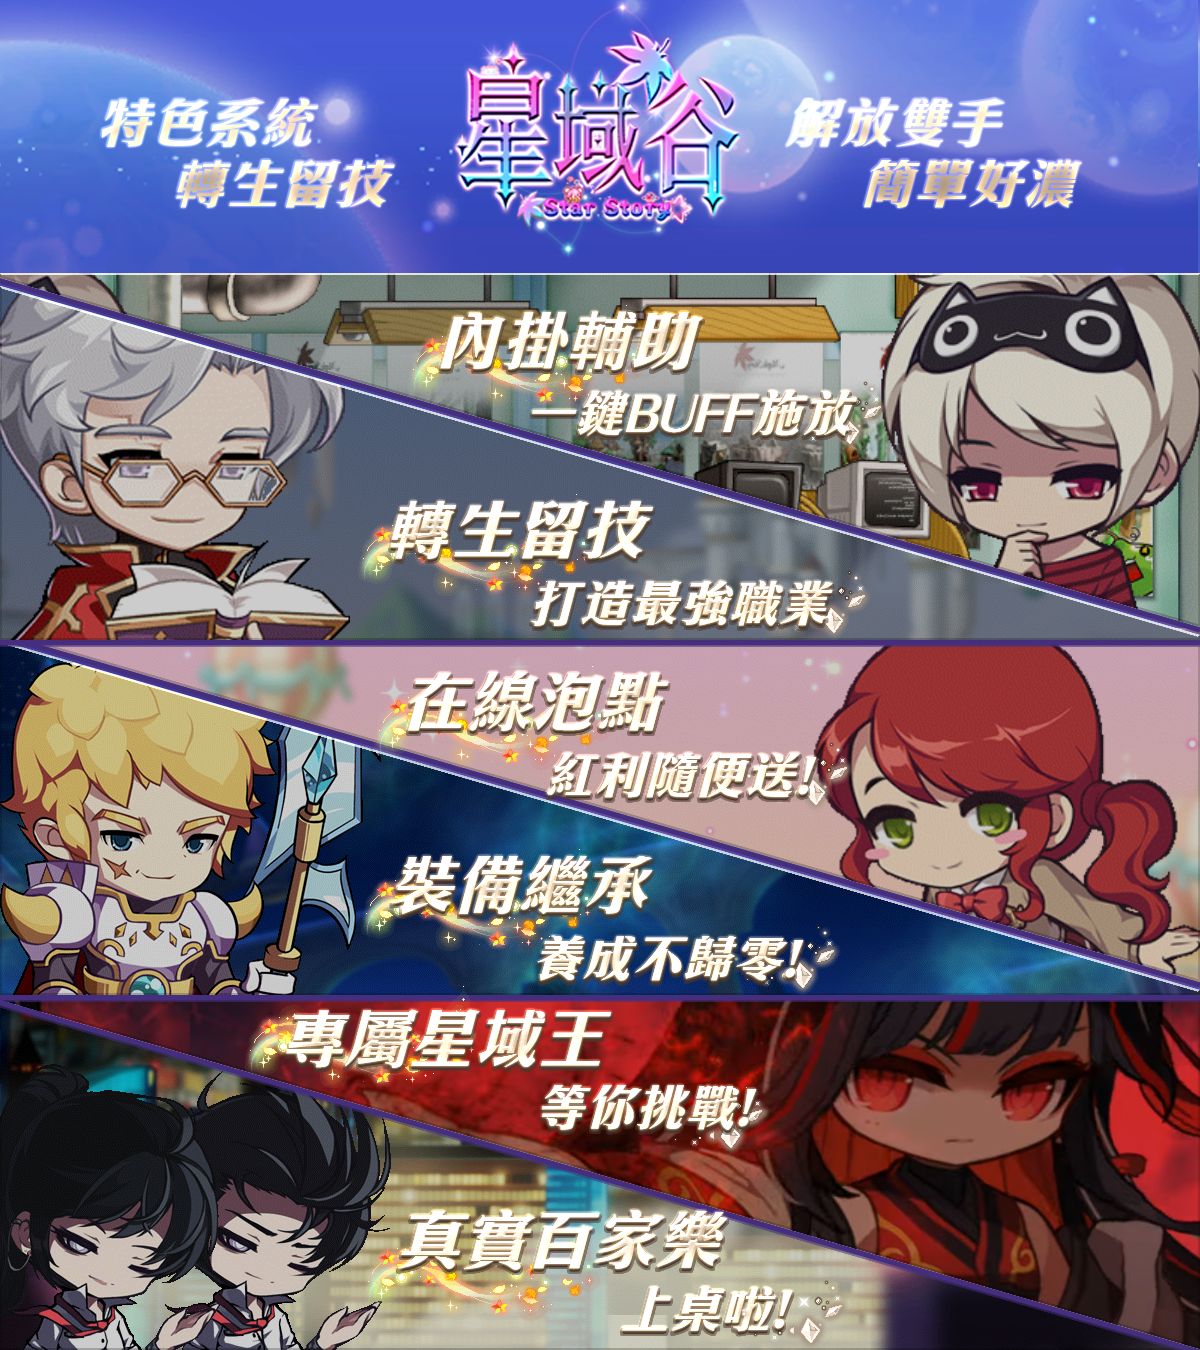 特色系統
轉生留技
星域谷
Star Story
解放雙手
簡單好濃
內掛輔助
一鍵BUFF施放
轉生留技
打造最強職業
在線泡點
紅利隨便送!
裝備繼承
養成不歸零!
專屬星域王
等你挑戰!
真實百家樂
上桌啦!